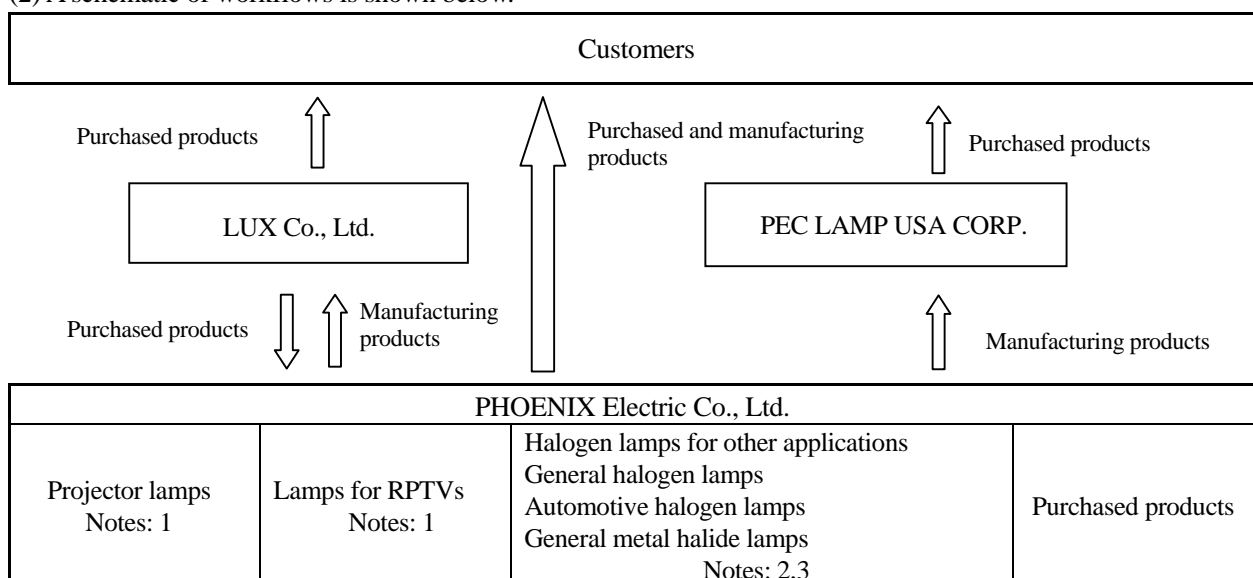 (2) A schematic of workflows is shown below.
Customers
Purchased products
Purchased and manufacturing
products
Purchased products
LUX Co., Ltd.
PEC LAMP USA CORP.
Purchased products
Manufacturing
products
Manufacturing products
PHOENIX Electric Co., Ltd.
Projector lamps
Notes: 1
Lamps for RPTVs
Notes: 1
Halogen lamps for other applications
General halogen lamps
Automotive halogen lamps
General metal halide lamps
Notes: 2,3
Purchased products